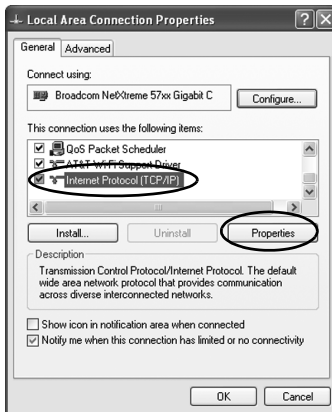 Local Area Connection Properties
General Advanced
Connect using:
Broadcom NetXtreme 57xx Gigabit C Configure...
This connection uses the following items:
QoS Packet Scheduler
AT&T Wi-Fi Support Driver
Internet Protocol (TCP/IP)
Install... Uninstall Properties
Description
Transmission Control Protocol/Internet Protocol. The default
wide area network protocol that provides communication
across diverse interconnected networks.
Show icon in notification area when connected
Notify me when this connection has limited or no connectivity
OK Cancel